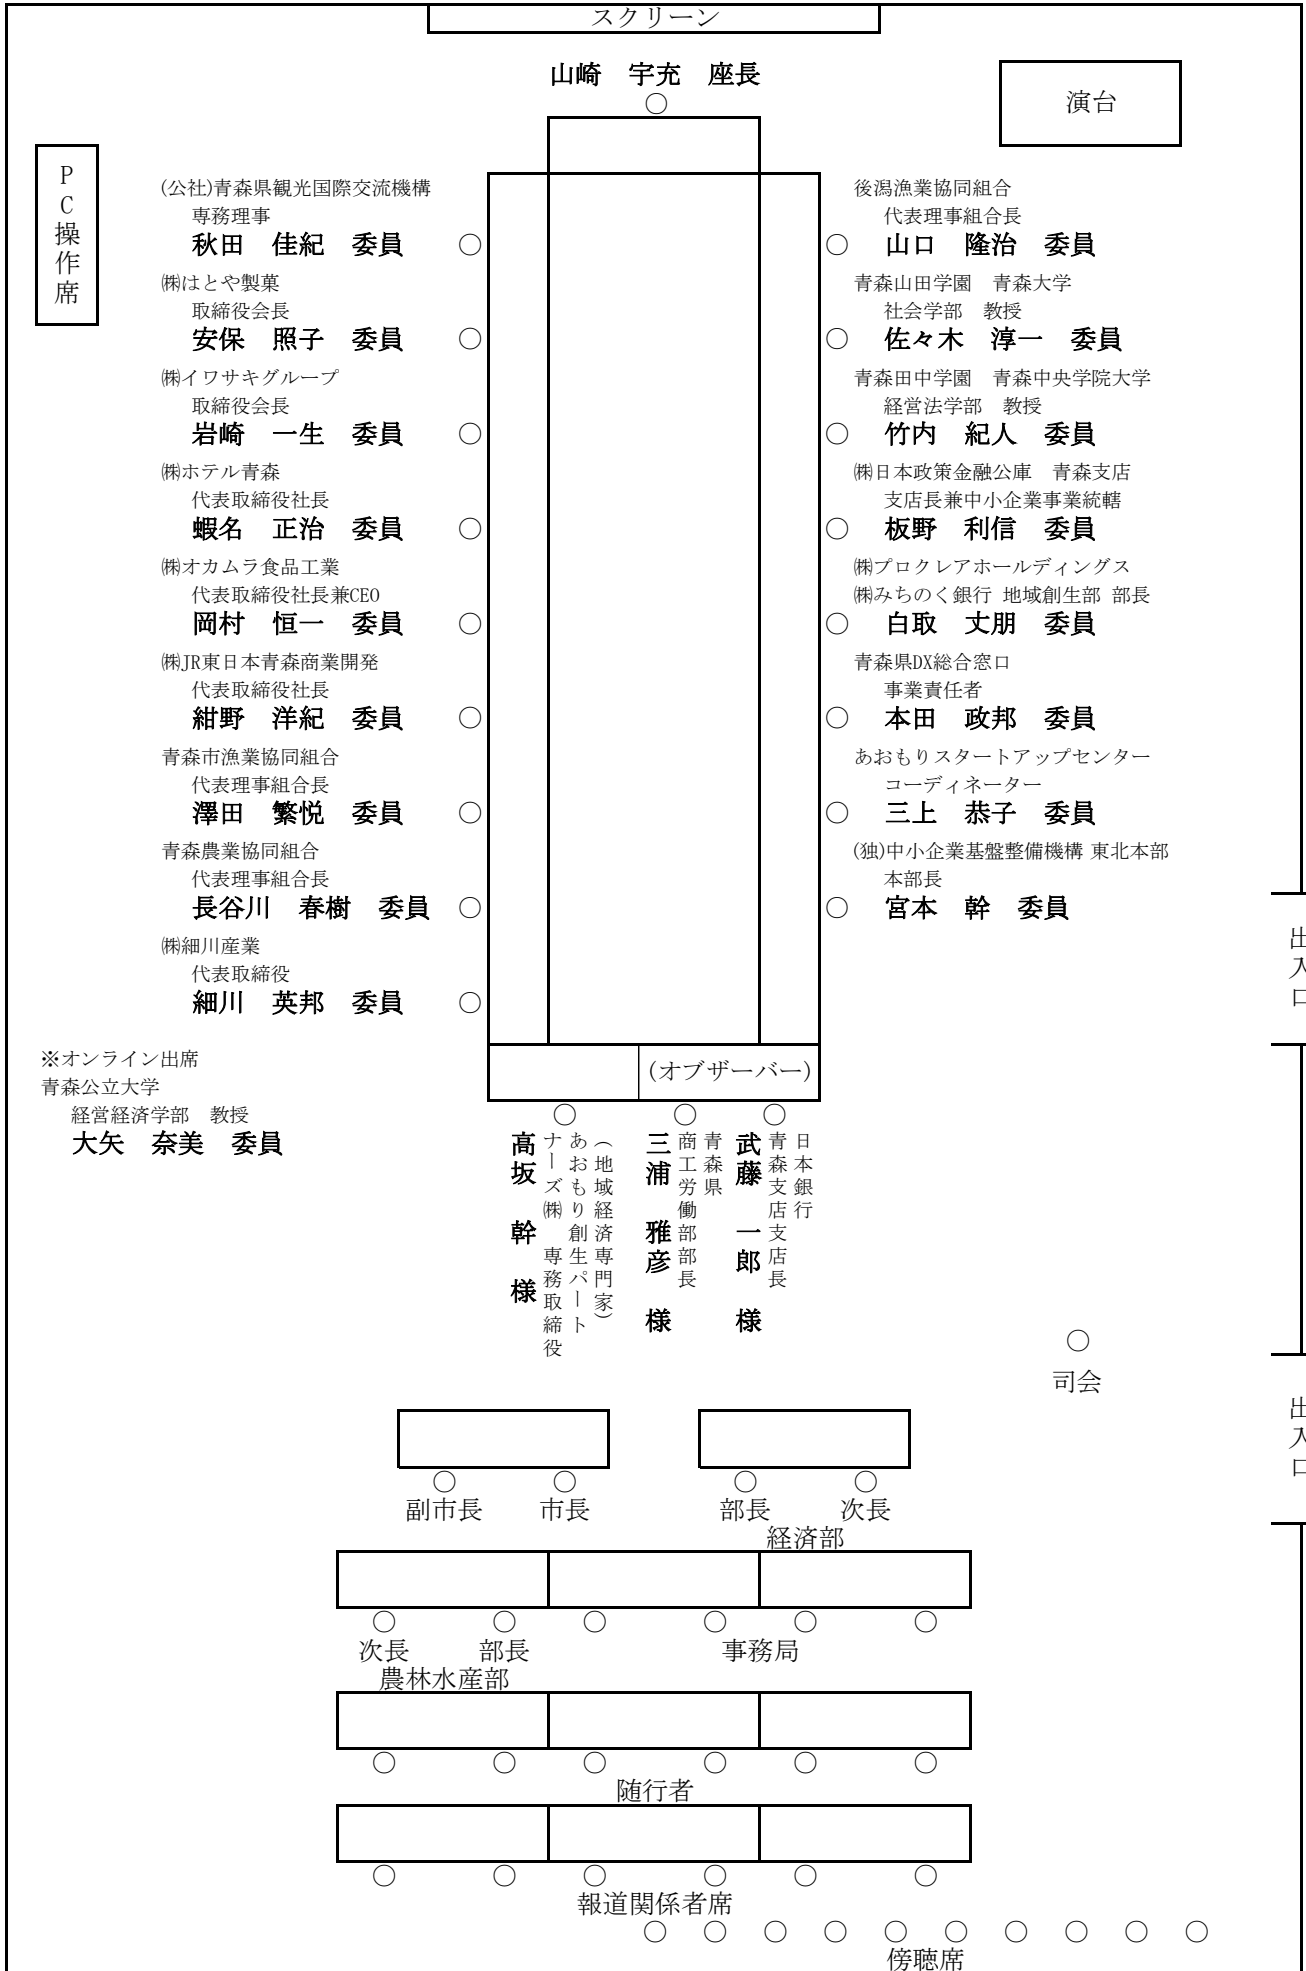 スクリーン
山崎　宇充　座長
演台
PC操作席
(公社)青森県観光国際交流機構
専務理事
秋田　佳紀　委員
㈱はとや製菓
取締役会長
安保　照子　委員
㈱イワサキグループ
取締役会長
岩崎　一生　委員
㈱ホテル青森
代表取締役社長
蝦名　正治　委員
㈱オカムラ食品工業
代表取締役社長兼CEO
岡村　恒一　委員
㈱JR東日本青森商業開発
代表取締役社長
紺野　洋紀　委員
青森市漁業協同組合
代表理事組合長
澤田　繁悦　委員
青森農業協同組合
代表理事組合長
長谷川　春樹　委員
㈱細川産業
代表取締役
細川　英邦　委員
※オンライン出席
青森公立大学
経営経済学部　教授
大矢　奈美　委員
後潟漁業協同組合
代表理事組合長
山口　隆治　委員
青森山田学園　青森大学
社会学部　教授
佐々木　淳一　委員
青森田中学園　青森中央学院大学
経営法学部　教授
竹内　紀人　委員
㈱日本政策金融公庫　青森支店
支店長兼中小企業事業統轄
板野　利信　委員
㈱プロクレアホールディングス
㈱みちのく銀行 地域創生部 部長
白取　丈朋　委員
青森県DX総合窓口
事業責任者
本田　政邦　委員
あおもりスタートアップセンター
コーディネーター
三上　恭子　委員
(独)中小企業基盤整備機構 東北本部
本部長
宮本　幹　委員
出入口
(オブザーバー)
日本銀行
青森支店支店長
武藤　一郎　様
青森県
商工労働部部長
三浦　雅彦　様
（地域経済専門家）
あおもり創生パート
ナーズ㈱　専務取締役
髙坂　幹　様
司会
出入口
副市長
市長
部長
次長
経済部
次長
部長
事務局
農林水産部
随行者
報道関係者席
傍聴席